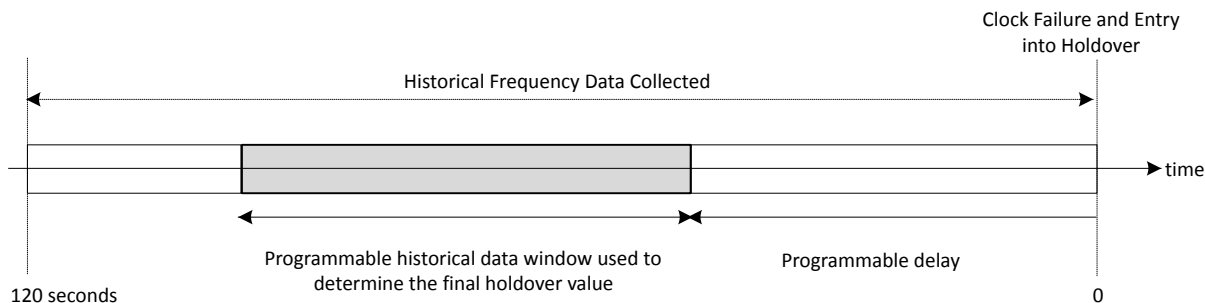 Clock Failure and Entry
into Holdover
Historical Frequency Data Collected
time
Programmable historical data window used to
determine the final holdover value
Programmable delay
120 seconds
0